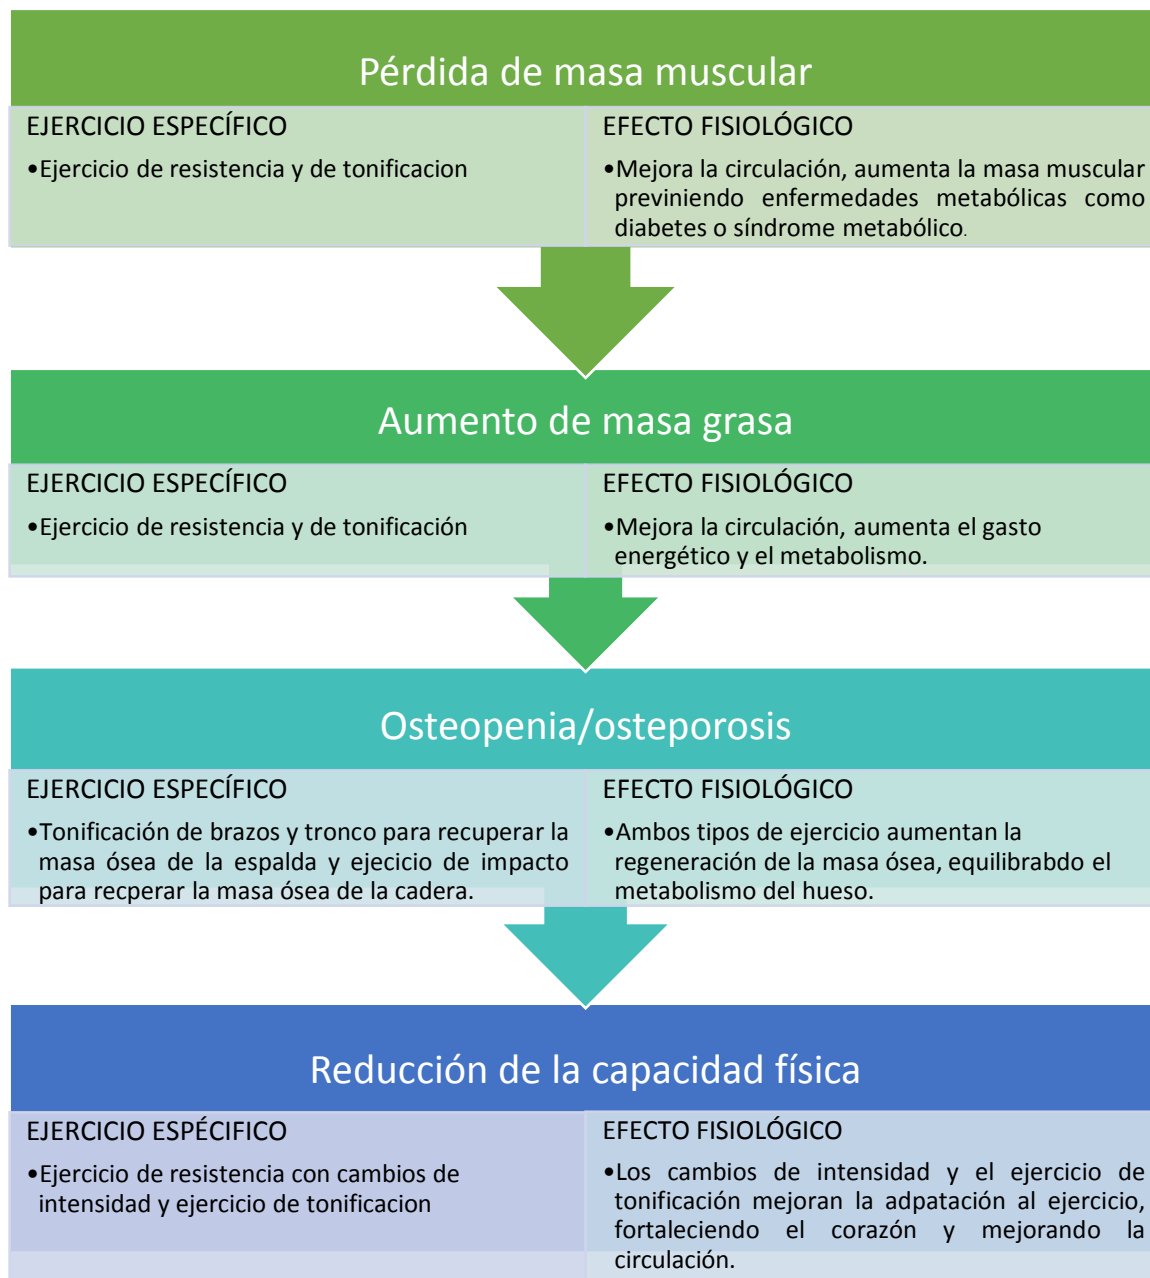 Pérdida de masa muscular
EJERCICIO ESPECÍFICO
•Ejercicio de resistencia y de tonificacion
EFECTO FISIOLÓGICO
•Mejora la circulación, aumenta la masa muscular
previniendo enfermedades metabólicas como
diabetes o síndrome metabólico.
Aumento de masa grasa
EJERCICIO ESPECÍFICO
•Ejercicio de resistencia y de tonificación
EFECTO FISIOLÓGICO
•Mejora la circulación, aumenta el gasto
energético y el metabolismo.
Osteopenia/osteporosis
EJERCICIO ESPECÍFICO
•Tonificación de brazos y tronco para recuperar la
masa ósea de la espalda y ejecicio de impacto
para recperar la masa ósea de la cadera.
EFECTO FISIOLÓGICO
•Ambos tipos de ejercicio aumentan la
regeneración de la masa ósea, equilibrabdo el
metabolismo del hueso.
Reducción de la capacidad física
EJERCICIO ESPÉCIFICO
•Ejercicio de resistencia con cambios de
intensidad y ejercicio de tonificacion
EFECTO FISIOLÓGICO
•Los cambios de intensidad y el ejercicio de
tonificación mejoran la adpatación al ejercicio,
fortaleciendo el corazón y mejorando la
circulación.